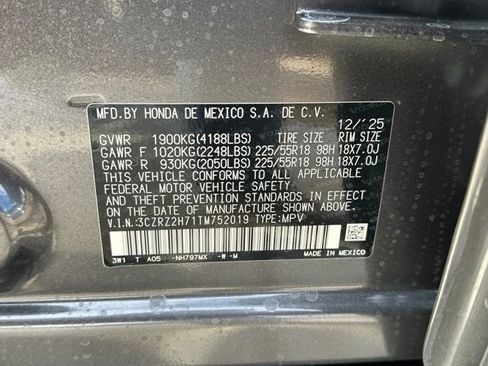 MFD.BY HONDA DE MEXICO S.A. DE C.V.
12/'25
GVWR 1900KG(4188LBS) TIRE SIZE RIM SIZE
GAWR F 1020KG(2248LBS) 225/55R18 98H 18X7.0J
GAWR R 930KG(2050LBS) 225/55R18 98H 18X7.0J
THIS VEHICLE CONFORMS TO ALL APPLICABLE
FEDERAL MOTOR VEHICLE SAFETY
AND THEFT PREVENTION STANDARDS IN EFFECT ON
THE DATE OF MANUFACTURE SHOWN ABOVE.
V.I.N.:3CZRZ2H71TM752019 TYPE:MPV
3W1 T A05 NH797MX -W-M
MADE IN MEXICO